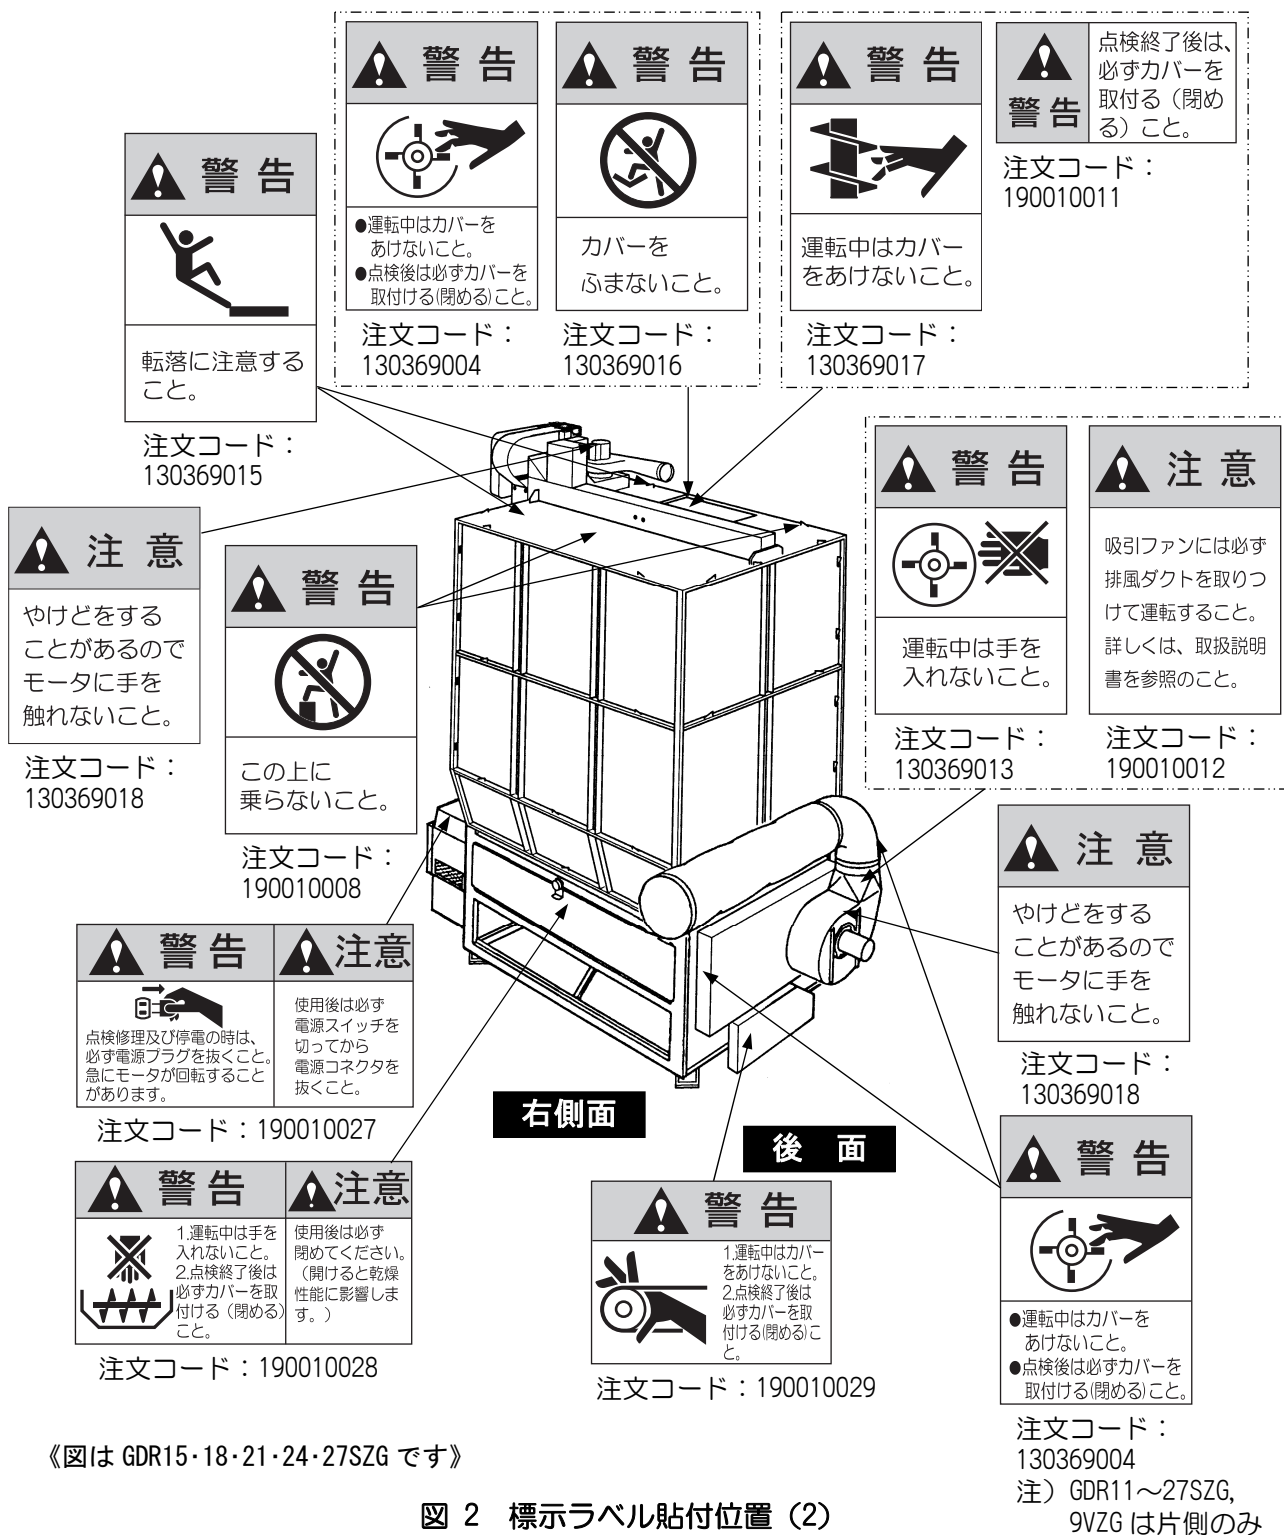 警告
●運転中はカバーを
あけないこと。
●点検後は必ずカバーを
取付ける(閉める)こと。
注文コード：
130369004
警告
カバーを
ふまないこと。
注文コード：
130369016
警告
運転中はカバー
をあけないこと。
注文コード：
130369017
警告
点検終了後は、
必ずカバーを
取付る（閉め
る）こと。
注文コード：
190010011
警告
転落に注意する
こと。
注文コード：
130369015
注意
やけどをする
ことがあるので
モータに手を
触れないこと。
注文コード：
130369018
警告
この上に
乗らないこと。
注文コード：
190010008
警告
運転中は手を
入れないこと。
注文コード：
130369013
注意
吸引ファンには必ず
排風ダクトを取りつ
けて運転すること。
詳しくは、取扱説明
書を参照のこと。
注文コード：
190010012
注意
やけどをする
ことがあるので
モータに手を
触れないこと。
注文コード：
130369018
警告
点検修理及び停電の時は、
必ず電源プラグを抜くこと。
急にモータが回転すること
があります。
注意
使用後は必ず
電源スイッチを
切ってから
電源コネクタを
抜くこと。
注文コード：190010027
警告
1.運転中は手を
入れないこと。
2.点検終了後は
必ずカバーを取
付ける（閉める）
こと。
注意
使用後は必ず
閉めてください。
（開けると乾燥
性能に影響しま
す。）
注文コード：190010028
右側面
後面
警告
1.運転中はカバー
をあけないこと。
2.点検終了後は
必ずカバーを取
付ける(閉める)こ
と。
注文コード：190010029
警告
●運転中はカバーを
あけないこと。
●点検後は必ずカバーを
取付ける(閉める)こと。
注文コード：
130369004
注）GDR11～27SZG,
9VZG は片側のみ
《図は GDR15・18・21・24・27SZG です》
図 2 標示ラベル貼付位置（2）